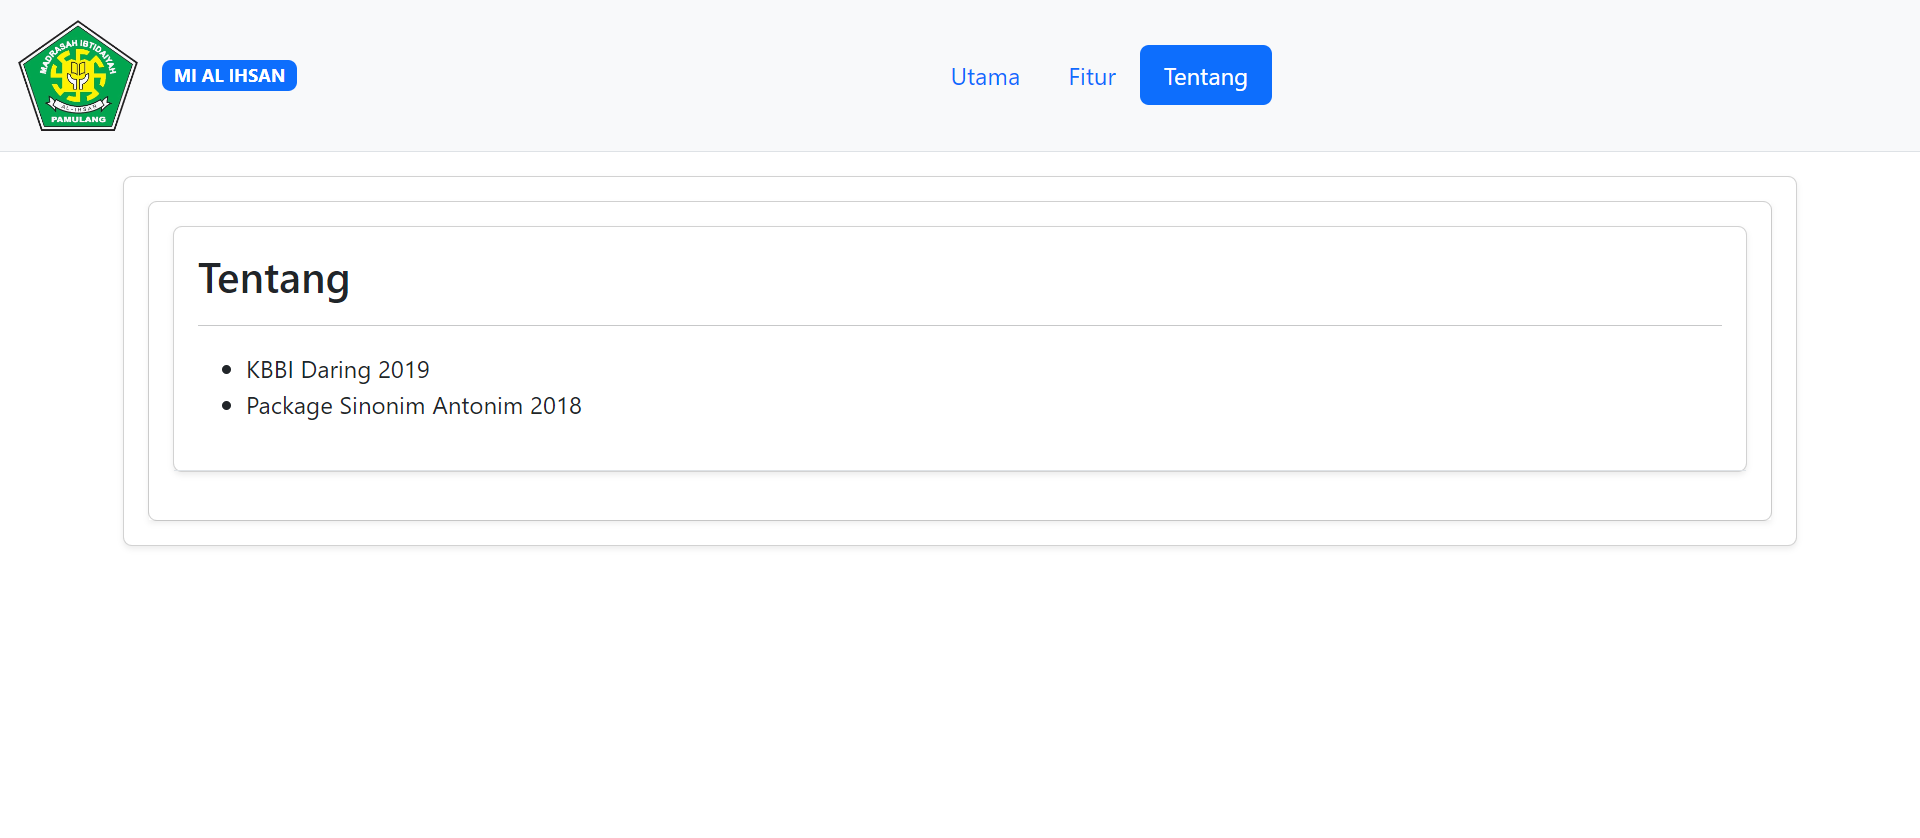 MADRASAH IBTIDAIYAH
AL-IHSAN
PAMULANG
MI AL IHSAN
Utama
Fitur
Tentang
Tentang
KBBI Daring 2019
Package Sinonim Antonim 2018